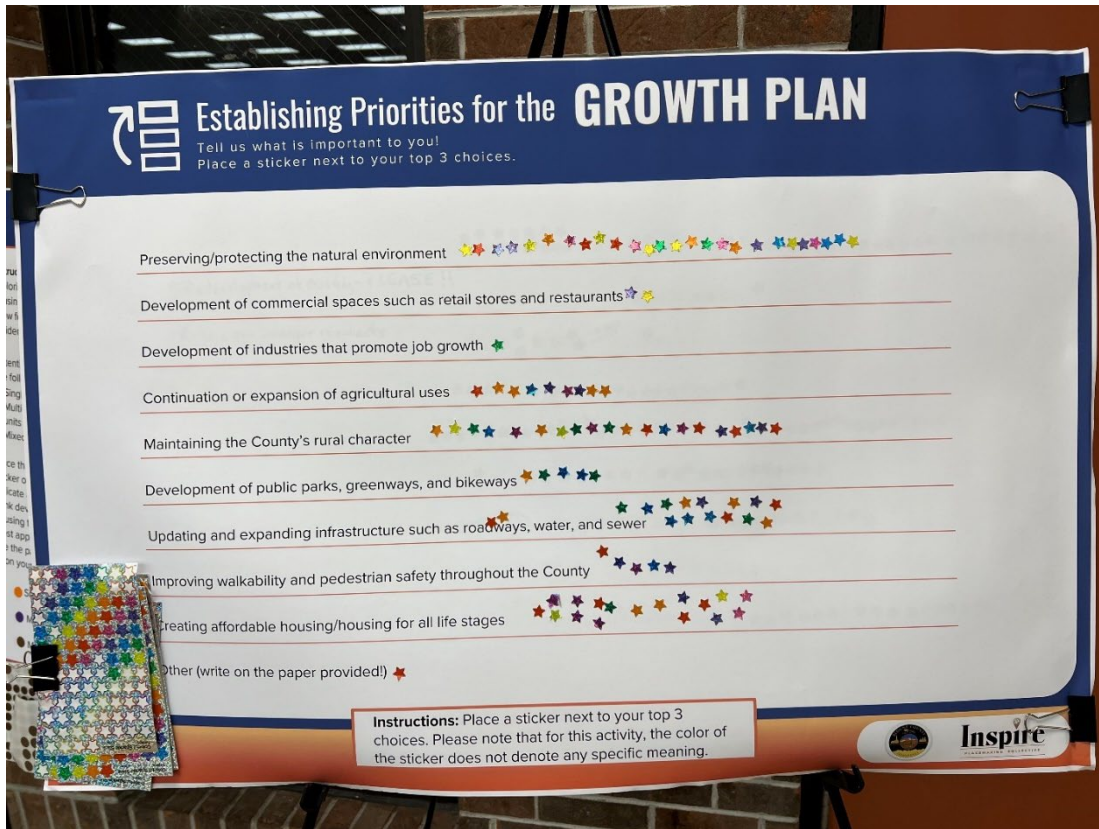 Establishing Priorities for the GROWTH PLAN
Tell us what is important to you!
Place a sticker next to your top 3 choices.
Preserving/protecting the natural environment
Development of commercial spaces such as retail stores and restaurants
Development of industries that promote job growth
Continuation or expansion of agricultural uses
Maintaining the County's rural character
Development of public parks, greenways, and bikeways
Updating and expanding infrastructure such as roadways, water, and sewer
Improving walkability and pedestrian safety throughout the County
reating affordable housing/housing for all life stages
Other (write on the paper provided!)
Instructions: Place a sticker next to your top 3
choices. Please note that for this activity, the color of
the sticker does not denote any specific meaning.
Inspire
PLACEMAKING COLLECTIVE